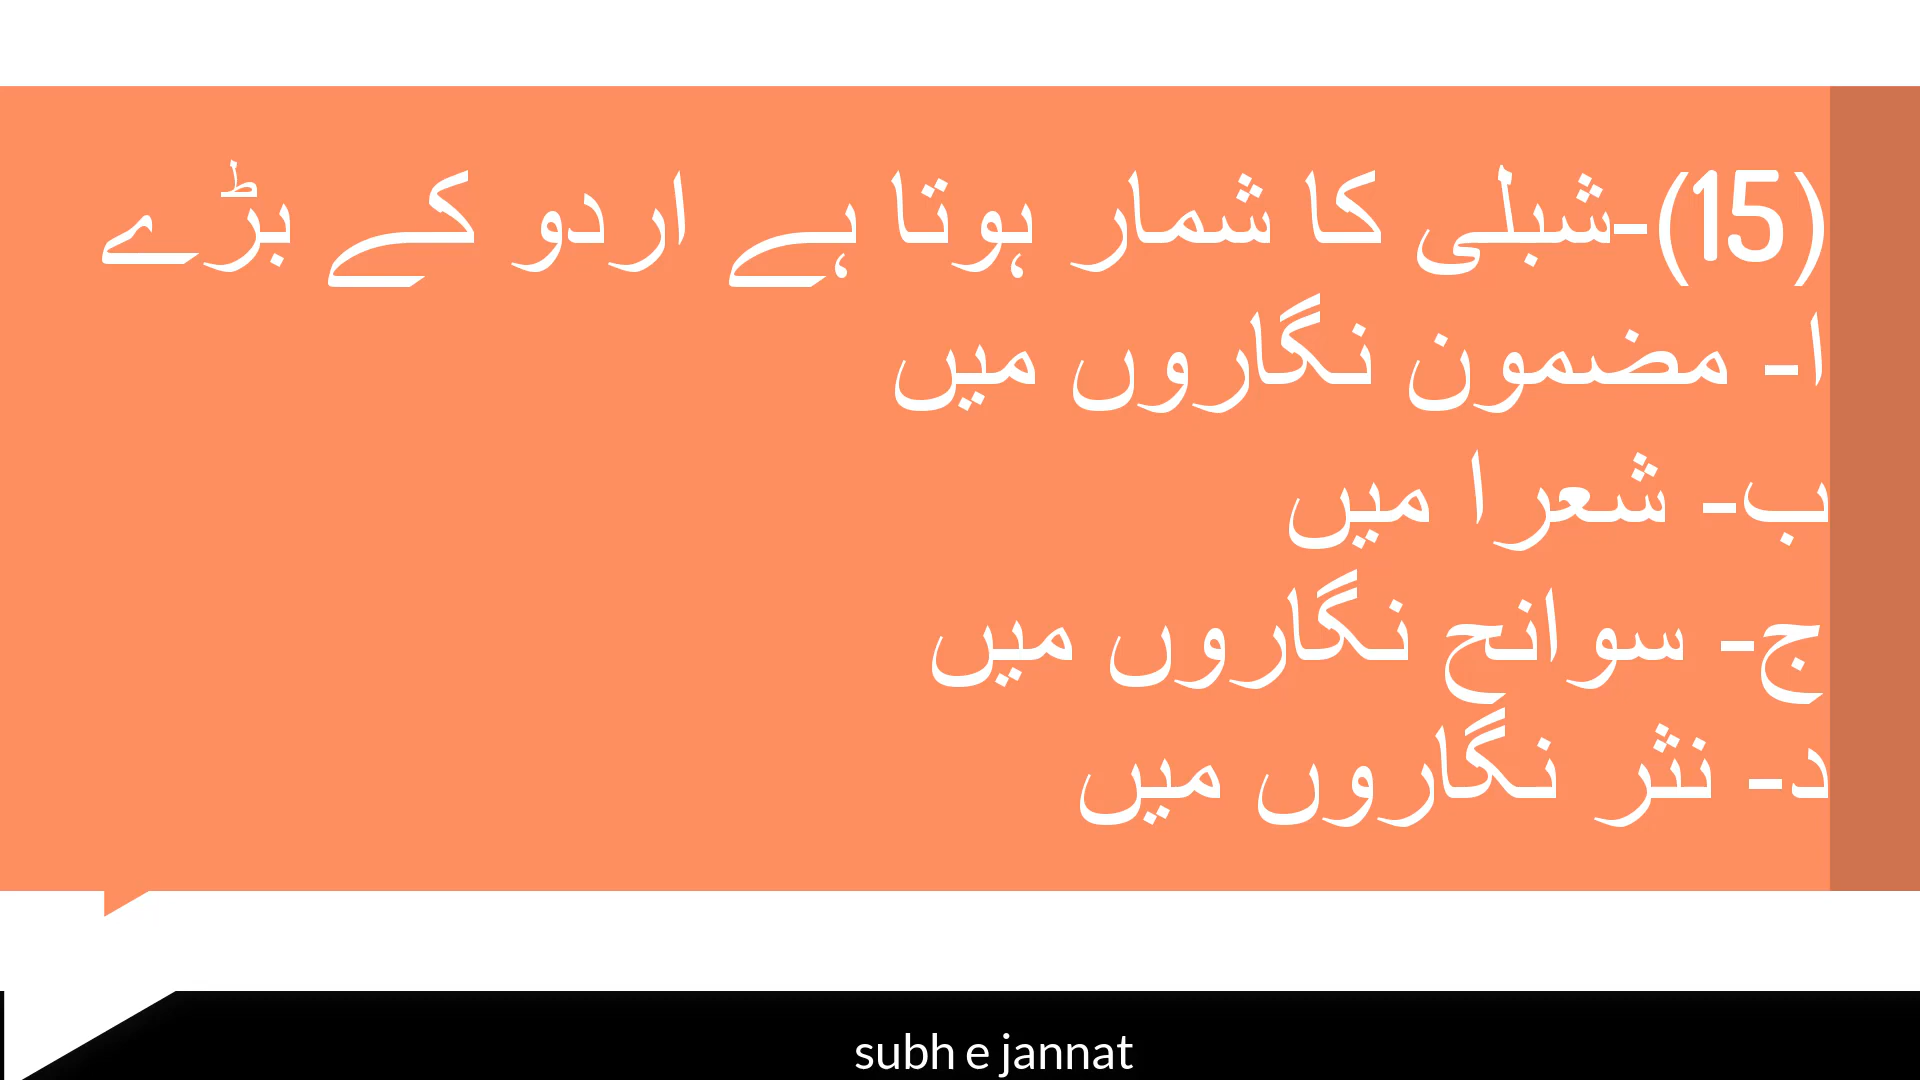 (15)-شبلی کا شمار ہوتا ہے اردو کے بڑے
ا- مضمون نگاروں میں
ب- شعرا میں
ج- سوانح نگاروں میں
د- نثر نگاروں میں
subh e jannat